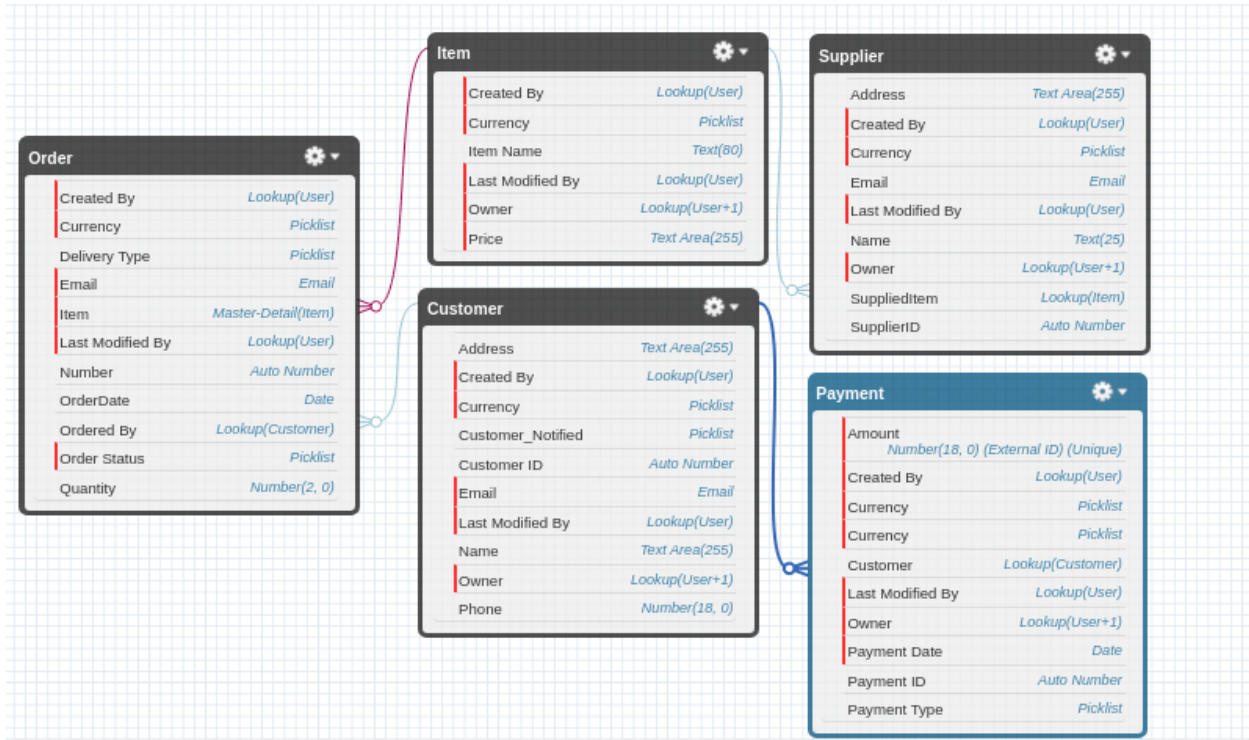 Order
Created By Lookup(User)
Currency Picklist
Delivery Type Picklist
Email Email
Item Master-Detail(Item)
Last Modified By Lookup(User)
Number Auto Number
OrderDate Date
Ordered By Lookup(Customer)
Order Status Picklist
Quantity Number(2, 0)
Item
Created By Lookup(User)
Currency Picklist
Item Name Text(80)
Last Modified By Lookup(User)
Owner Lookup(User+1)
Price Text Area(255)
Customer
Address Text Area(255)
Created By Lookup(User)
Currency Picklist
Customer_Notified Picklist
Customer ID Auto Number
Email Email
Last Modified By Lookup(User)
Name Text Area(255)
Owner Lookup(User+1)
Phone Number(18, 0)
Supplier
Address Text Area(255)
Created By Lookup(User)
Currency Picklist
Email Email
Last Modified By Lookup(User)
Name Text(25)
Owner Lookup(User+1)
SuppliedItem Lookup(Item)
SupplierID Auto Number
Payment
Amount
Number(18, 0) (External ID) (Unique)
Created By Lookup(User)
Currency Picklist
Currency Picklist
Customer Lookup(Customer)
Last Modified By Lookup(User)
Owner Lookup(User+1)
Payment Date Date
Payment ID Auto Number
Payment Type Picklist